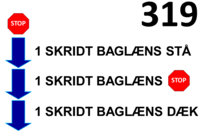 319
STOP
1 SKRIDT BAGLÆNS STÅ
1 SKRIDT BAGLÆNS STOP
1 SKRIDT BAGLÆNS DÆK